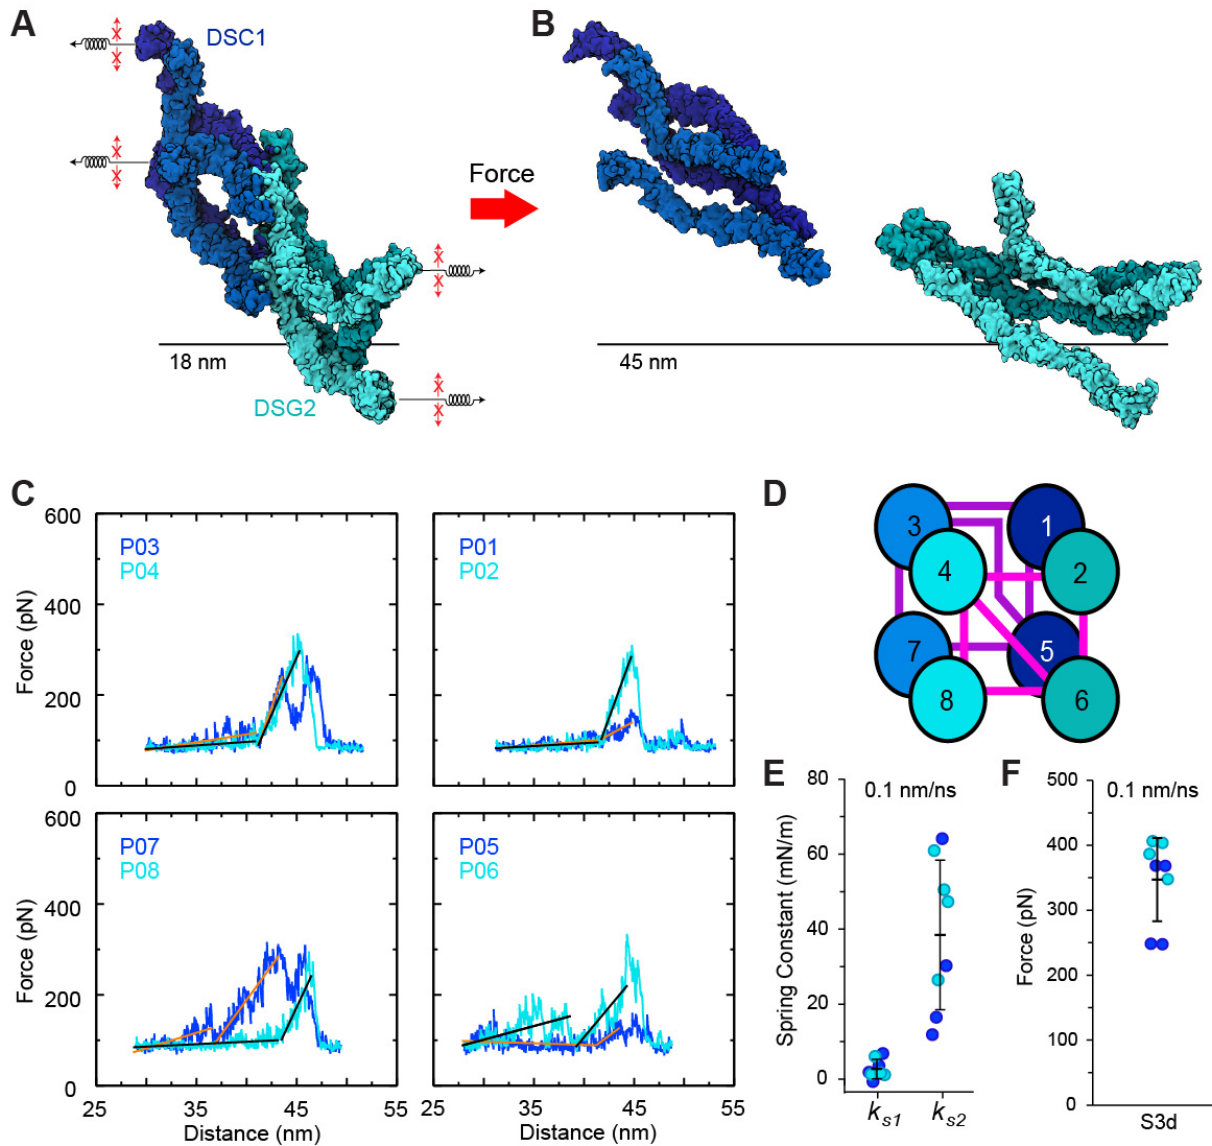 A
B
DSC1
Force
18 nm
45 nm
DSG2
C
D
600
400
200
0
Force (pN)
P03
P04
P01
P02
600
400
200
0
Force (pN)
P07
P08
P05
P06
25 35 45 55
25 35 45 55
Distance (nm)
Distance (nm)
3 1
4 2
7 5
8 6
E
F
80
60
40
20
0
Spring Constant (mN/m)
0.1 nm/ns
ks1 ks2
500
400
300
200
100
0
Force (pN)
0.1 nm/ns
S3d